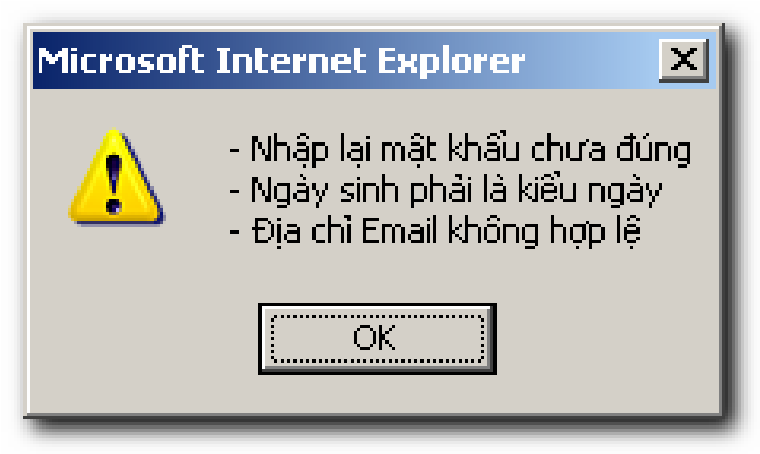 Microsoft Internet Explorer
- Nhập lại mật khẩu chưa đúng
- Ngày sinh phải là kiểu ngày
- Địa chỉ Email không hợp lệ
OK